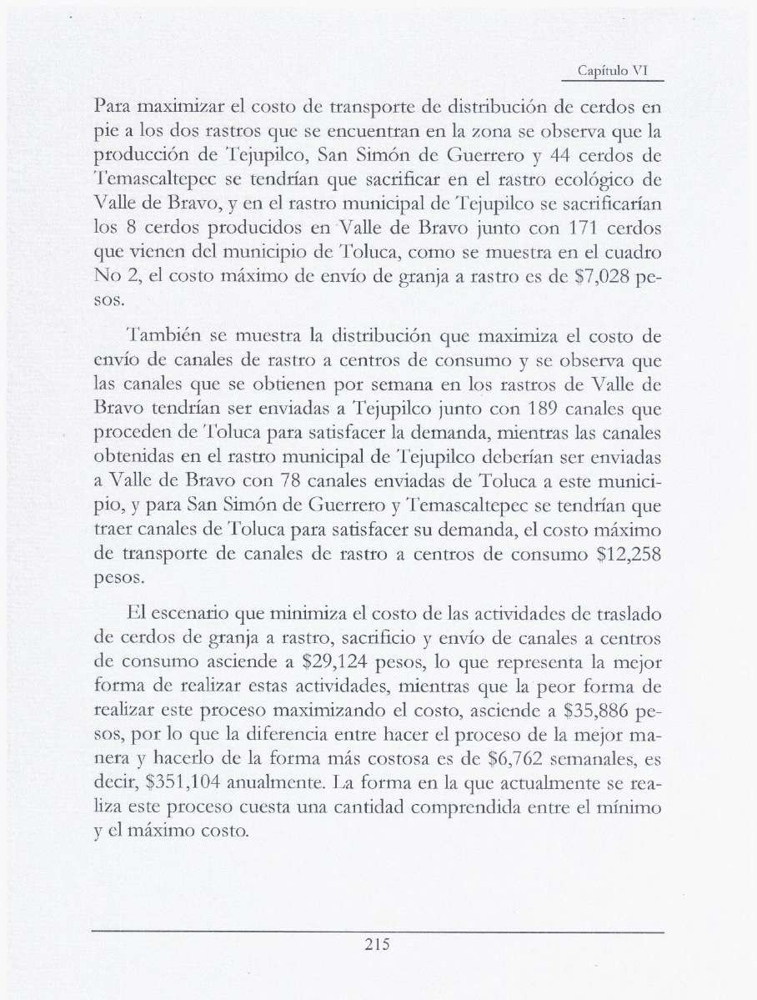 Capítulo VI
Para maximizar el costo de transporte de distribución de cerdos en
pie a los dos rastros que se encuentran en la zona se observa que la
producción de Tejupilco, San Simón de Guerrero y 44 cerdos de
Temascaltepec se tendrían que sacrificar en el rastro ecológico de
Valle de Bravo, y en el rastro municipal de Tejupilco se sacrificarían
los 8 cerdos producidos en Valle de Bravo junto con 171 cerdos
que vienen del municipio de Toluca, como se muestra en el cuadro
No 2, el costo máximo de envío de granja a rastro es de $7,028 pe-
sos.
También se muestra la distribución que maximiza el costo de
envío de canales de rastro a centros de consumo y se observa que
las canales que se obtienen por semana en los rastros de Valle de
Bravo tendrían ser enviadas a Tejupilco junto con 189 canales que
proceden de Toluca para satisfacer la demanda, mientras las canales
obtenidas en el rastro municipal de Tejupilco deberían ser enviadas
a Valle de Bravo con 78 canales enviadas de Toluca a este munici-
pio, y para San Simón de Guerrero y Temascaltepec se tendrían que
traer canales de Toluca para satisfacer su demanda, el costo máximo
de transporte de canales de rastro a centros de consumo $12,258
pesos.
El escenario que minimiza el costo de las actividades de traslado
de cerdos de granja a rastro, sacrificio y envío de canales a centros
de consumo asciende a $29,124 pesos, lo que representa la mejor
forma de realizar estas actividades, mientras que la peor forma de
realizar este proceso maximizando el costo, asciende a $35,886 pe-
sos, por lo que la diferencia entre hacer el proceso de la mejor ma-
nera y hacerlo de la forma más costosa es de $6,762 semanales, es
decir, $351,104 anualmente. La forma en la que actualmente se rea-
liza este proceso cuesta una cantidad comprendida entre el mínimo
y el máximo costo.
215